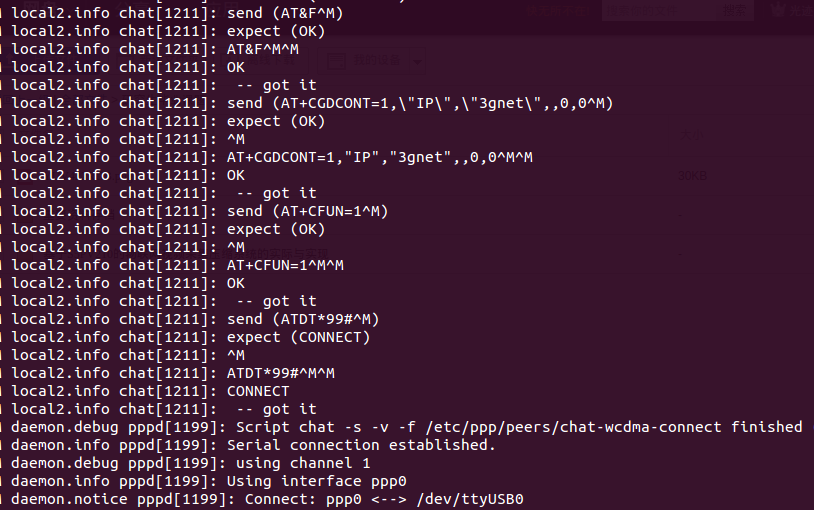 local2.info chat[1211]: send (AT&F^M)
local2.info chat[1211]: expect (OK)
local2.info chat[1211]: AT&F^M^M
local2.info chat[1211]: OK
local2.info chat[1211]:  -- got it
local2.info chat[1211]: send (AT+CGDCONT=1,\"IP\",\"3gnet\",,0,0^M)
local2.info chat[1211]: expect (OK)
local2.info chat[1211]: ^M
local2.info chat[1211]: AT+CGDCONT=1,"IP","3gnet",,0,0^M^M
local2.info chat[1211]: OK
local2.info chat[1211]:  -- got it
local2.info chat[1211]: send (AT+CFUN=1^M)
local2.info chat[1211]: expect (OK)
local2.info chat[1211]: ^M
local2.info chat[1211]: AT+CFUN=1^M^M
local2.info chat[1211]: OK
local2.info chat[1211]:  -- got it
local2.info chat[1211]: send (ATDT*99#^M)
local2.info chat[1211]: expect (CONNECT)
local2.info chat[1211]: ^M
local2.info chat[1211]: ATDT*99#^M^M
local2.info chat[1211]: CONNECT
local2.info chat[1211]:  -- got it
daemon.debug pppd[1199]: Script chat -s -v -f /etc/ppp/peers/chat-wcdma-connect finished
daemon.info pppd[1199]: Serial connection established.
daemon.debug pppd[1199]: using channel 1
daemon.info pppd[1199]: Using interface ppp0
daemon.notice pppd[1199]: Connect: ppp0 <--> /dev/ttyUSB0